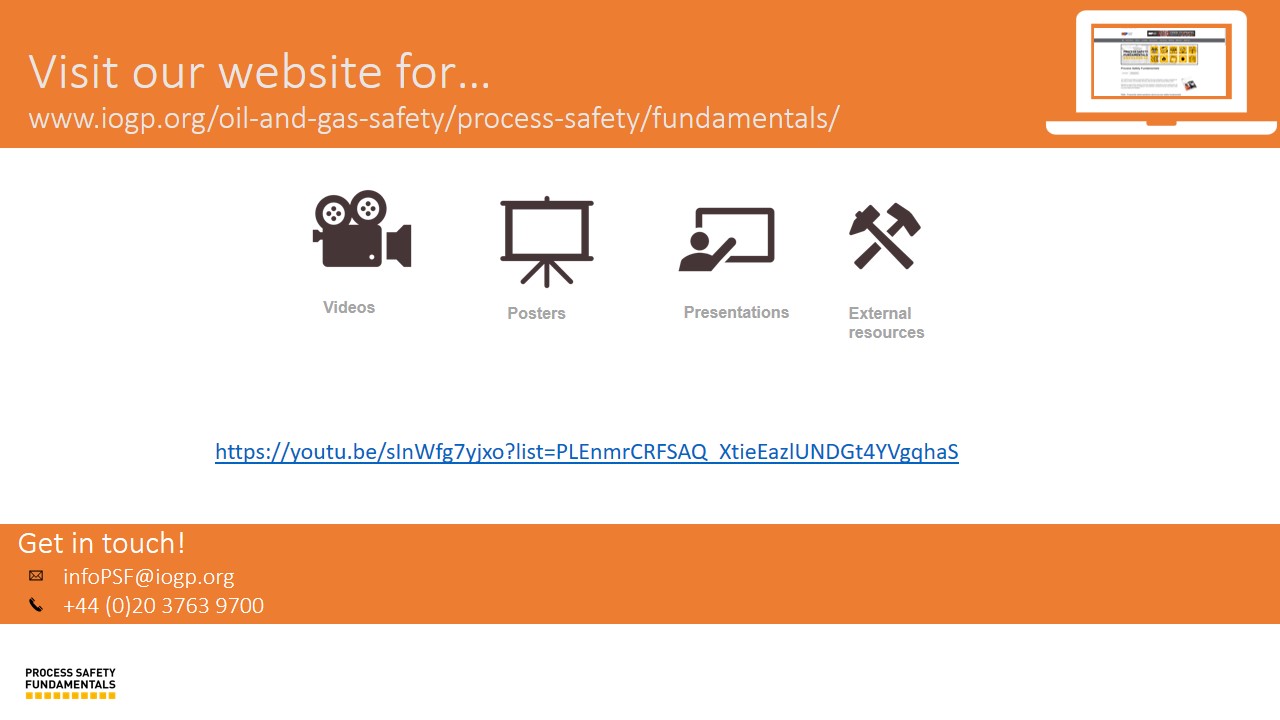 Visit our website for…
www.iogp.org/oil-and-gas-safety/process-safety/fundamentals/
Videos
Posters
Presentations
External
resources
https://youtu.be/sInWfg7yjxo?list=PLEnmrCRFSAQ_XtieEazlUNDGt4YVgqhaS
Get in touch!
infoPSF@iogp.org
+44 (0)20 3763 9700
PROCESS SAFETY
FUNDAMENTALS